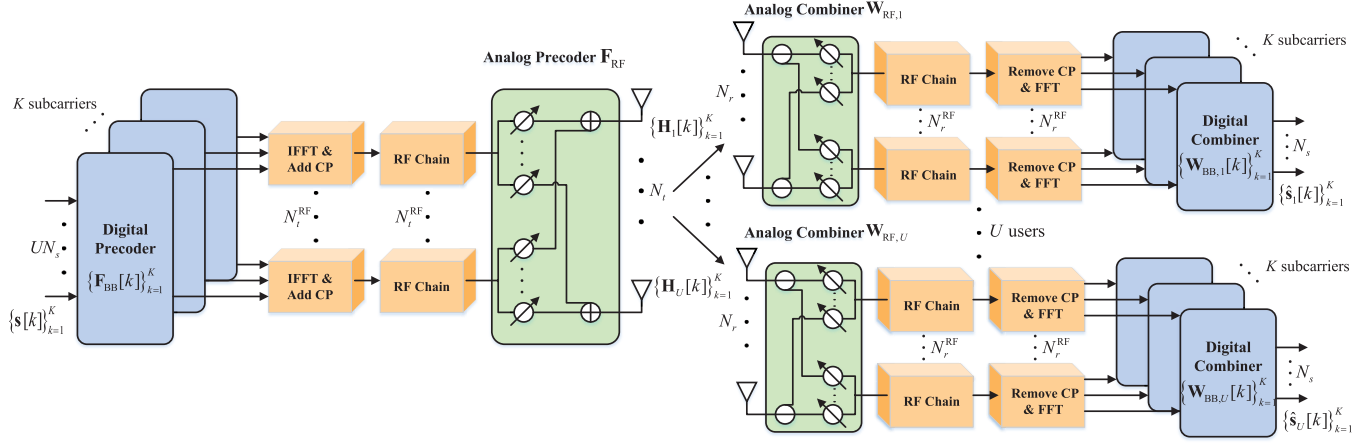 K subcarriers
UN_s
{s[k]}_{k=1}^{K}
Digital
Precoder
{F_BB[k]}_{k=1}^{K}
IFFT &
Add CP
N_t^RF
IFFT &
Add CP
RF Chain
N_t^RF
RF Chain
Analog Precoder F_RF
{H_1[k]}_{k=1}^{K}
N_t
{H_U[k]}_{k=1}^{K}
Analog Combiner W_RF,1
N_r
RF Chain
N_r^RF
RF Chain
Remove CP
& FFT
N_r^RF
Remove CP
& FFT
K subcarriers
Digital
Combiner
{W_BB,1[k]}_{k=1}^{K}
N_s
{ŝ_1[k]}_{k=1}^{K}
U users
Analog Combiner W_RF,U
N_r
RF Chain
N_r^RF
RF Chain
Remove CP
& FFT
N_r^RF
Remove CP
& FFT
K subcarriers
Digital
Combiner
{W_BB,U[k]}_{k=1}^{K}
N_s
{ŝ_U[k]}_{k=1}^{K}